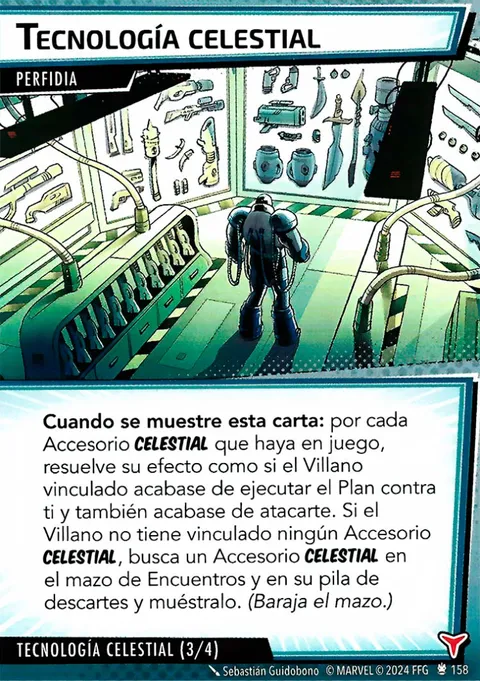 TECNOLOGÍA CELESTIAL
PERFIDIA
Cuando se muestre esta carta: por cada
Accesorio CELESTIAL que haya en juego,
resuelve su efecto como si el Villano
vinculado acabase de ejecutar el Plan contra
ti y también acabase de atacarte. Si el
Villano no tiene vinculado ningún Accesorio
CELESTIAL, busca un Accesorio CELESTIAL en
el mazo de Encuentros y en su pila de
descartes y muéstralo. (Baraja el mazo.)
TECNOLOGÍA CELESTIAL (3/4)
Sebastián Guidobono © MARVEL © 2024 FFG 158